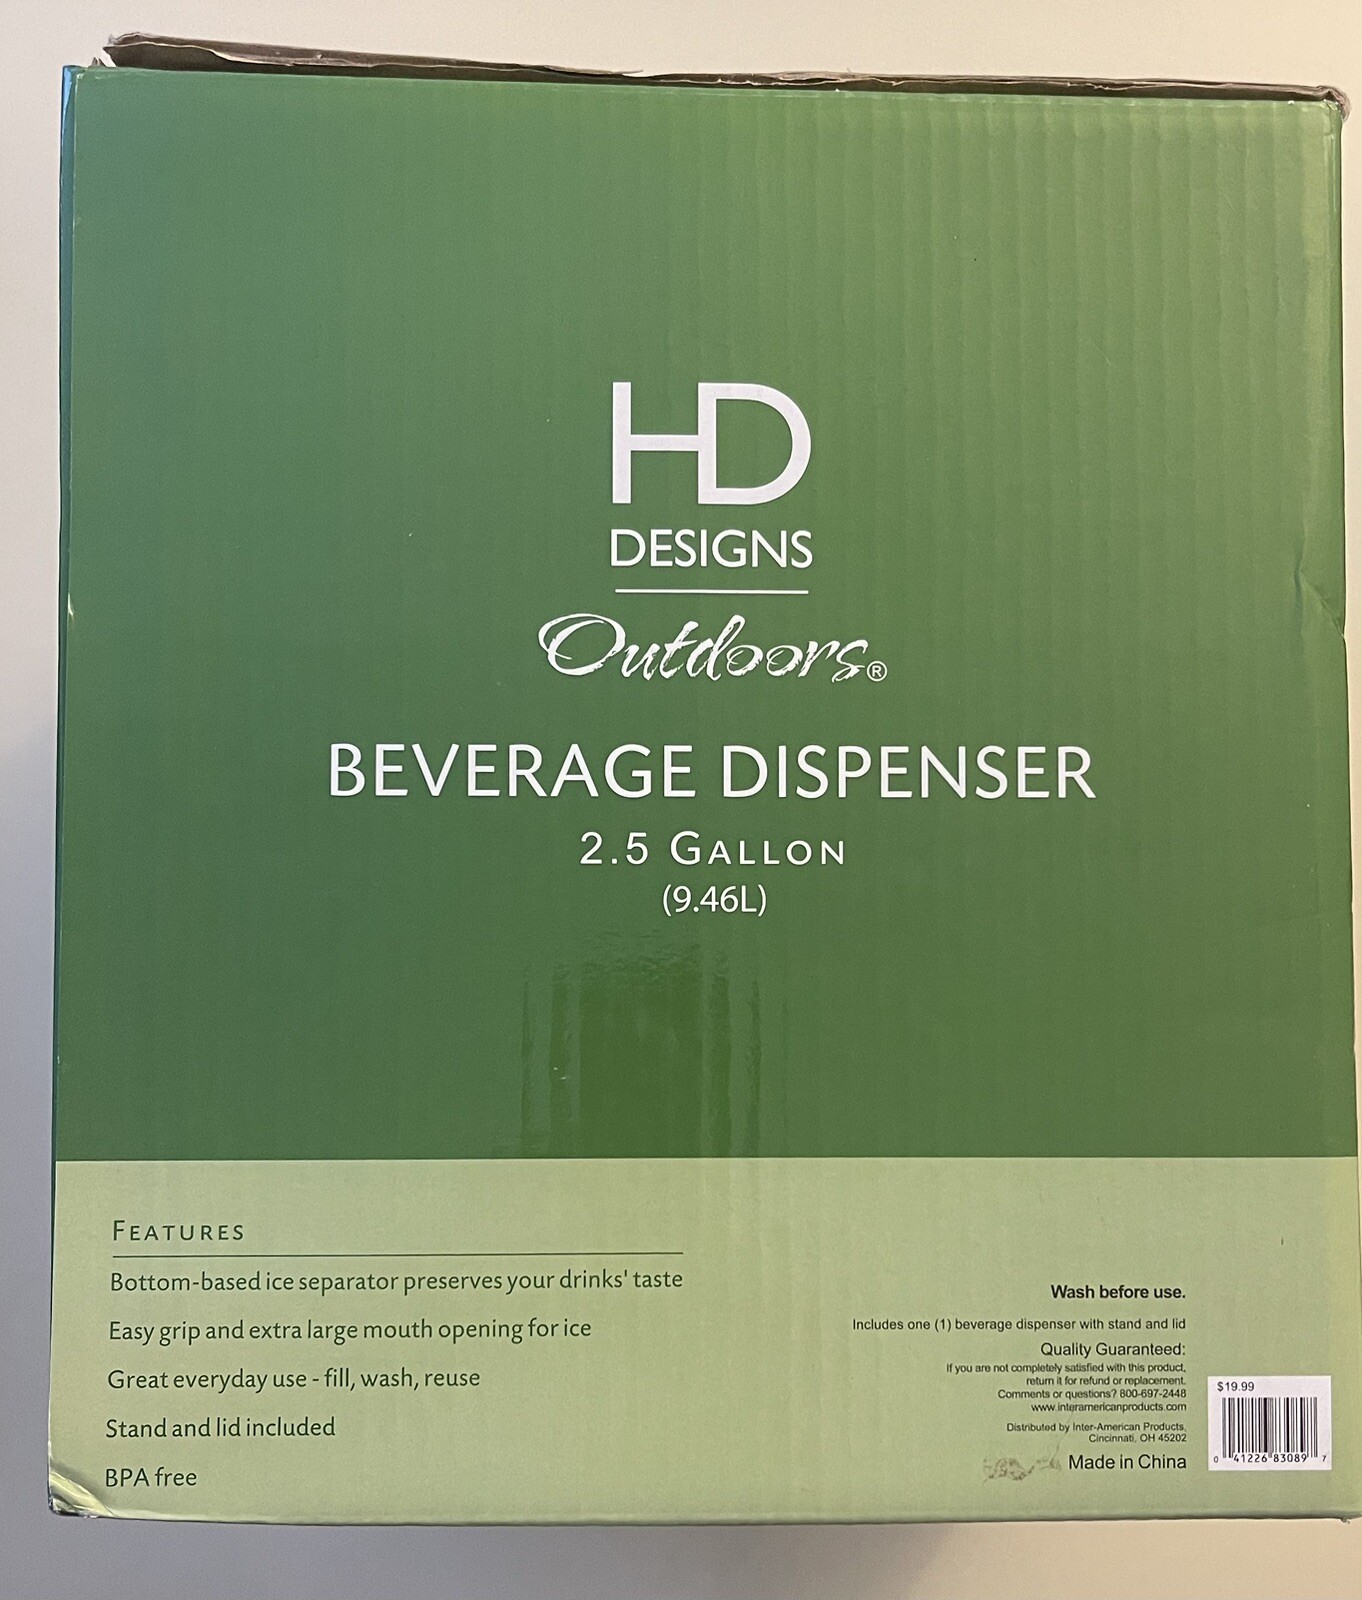 HD
DESIGNS
Outdoors®
BEVERAGE DISPENSER
2.5 GALLON
(9.46L)
FEATURES
Bottom-based ice separator preserves your drinks' taste
Easy grip and extra large mouth opening for ice
Great everyday use - fill, wash, reuse
Stand and lid included
BPA free
Wash before use.
Includes one (1) beverage dispenser with stand and lid
Quality Guaranteed:
If you are not completely satisfied with this product,
return it for refund or replacement.
Comments or questions? 800-697-2448
www.interamericanproducts.com
Distributed by Inter-American Products,
Cincinnati, OH 45202
Made in China
$19.99
0 41226 83089 7